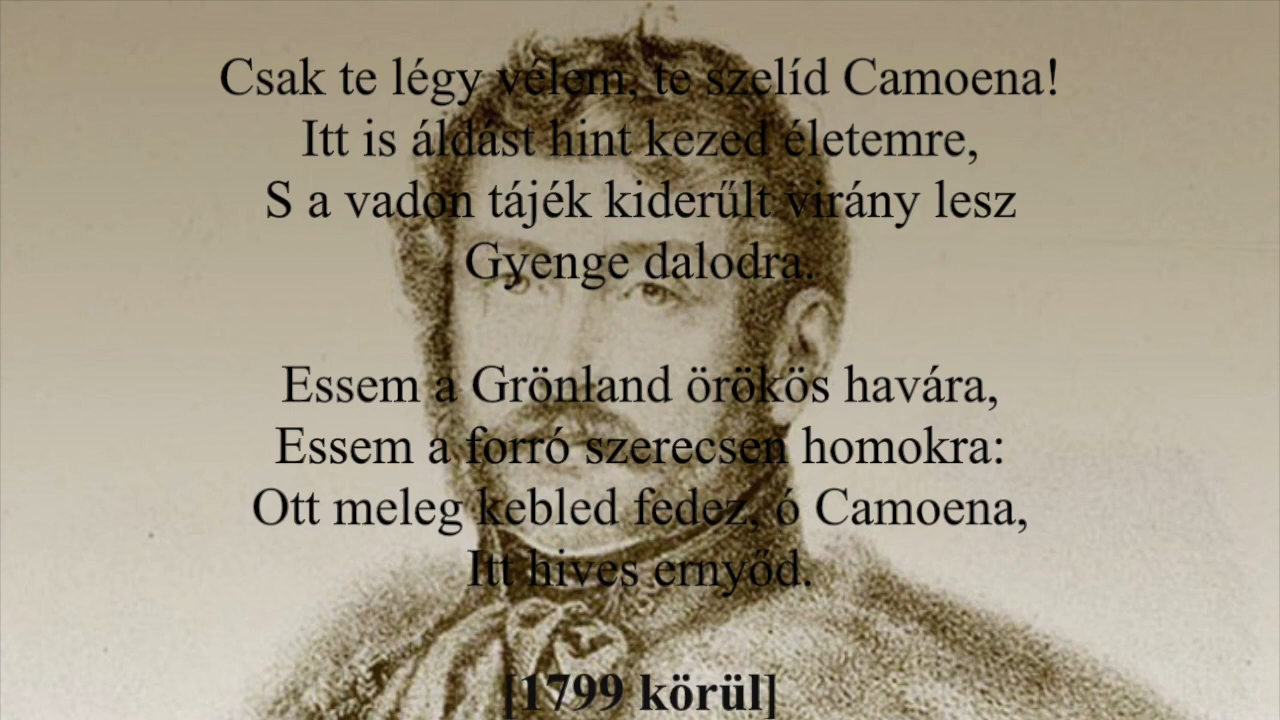 Csak te légy vélem, te szelíd Camoena!
Itt is áldást hint kezed életemre,
S a vadon tájék kiderűlt virány lesz
Gyenge dalodra.
Essem a Grönland örökös havára,
Essem a forró szerecsen homokra:
Ott meleg kebled fedez, ó Camoena,
Itt hives ernyőd.
[1799 körül]